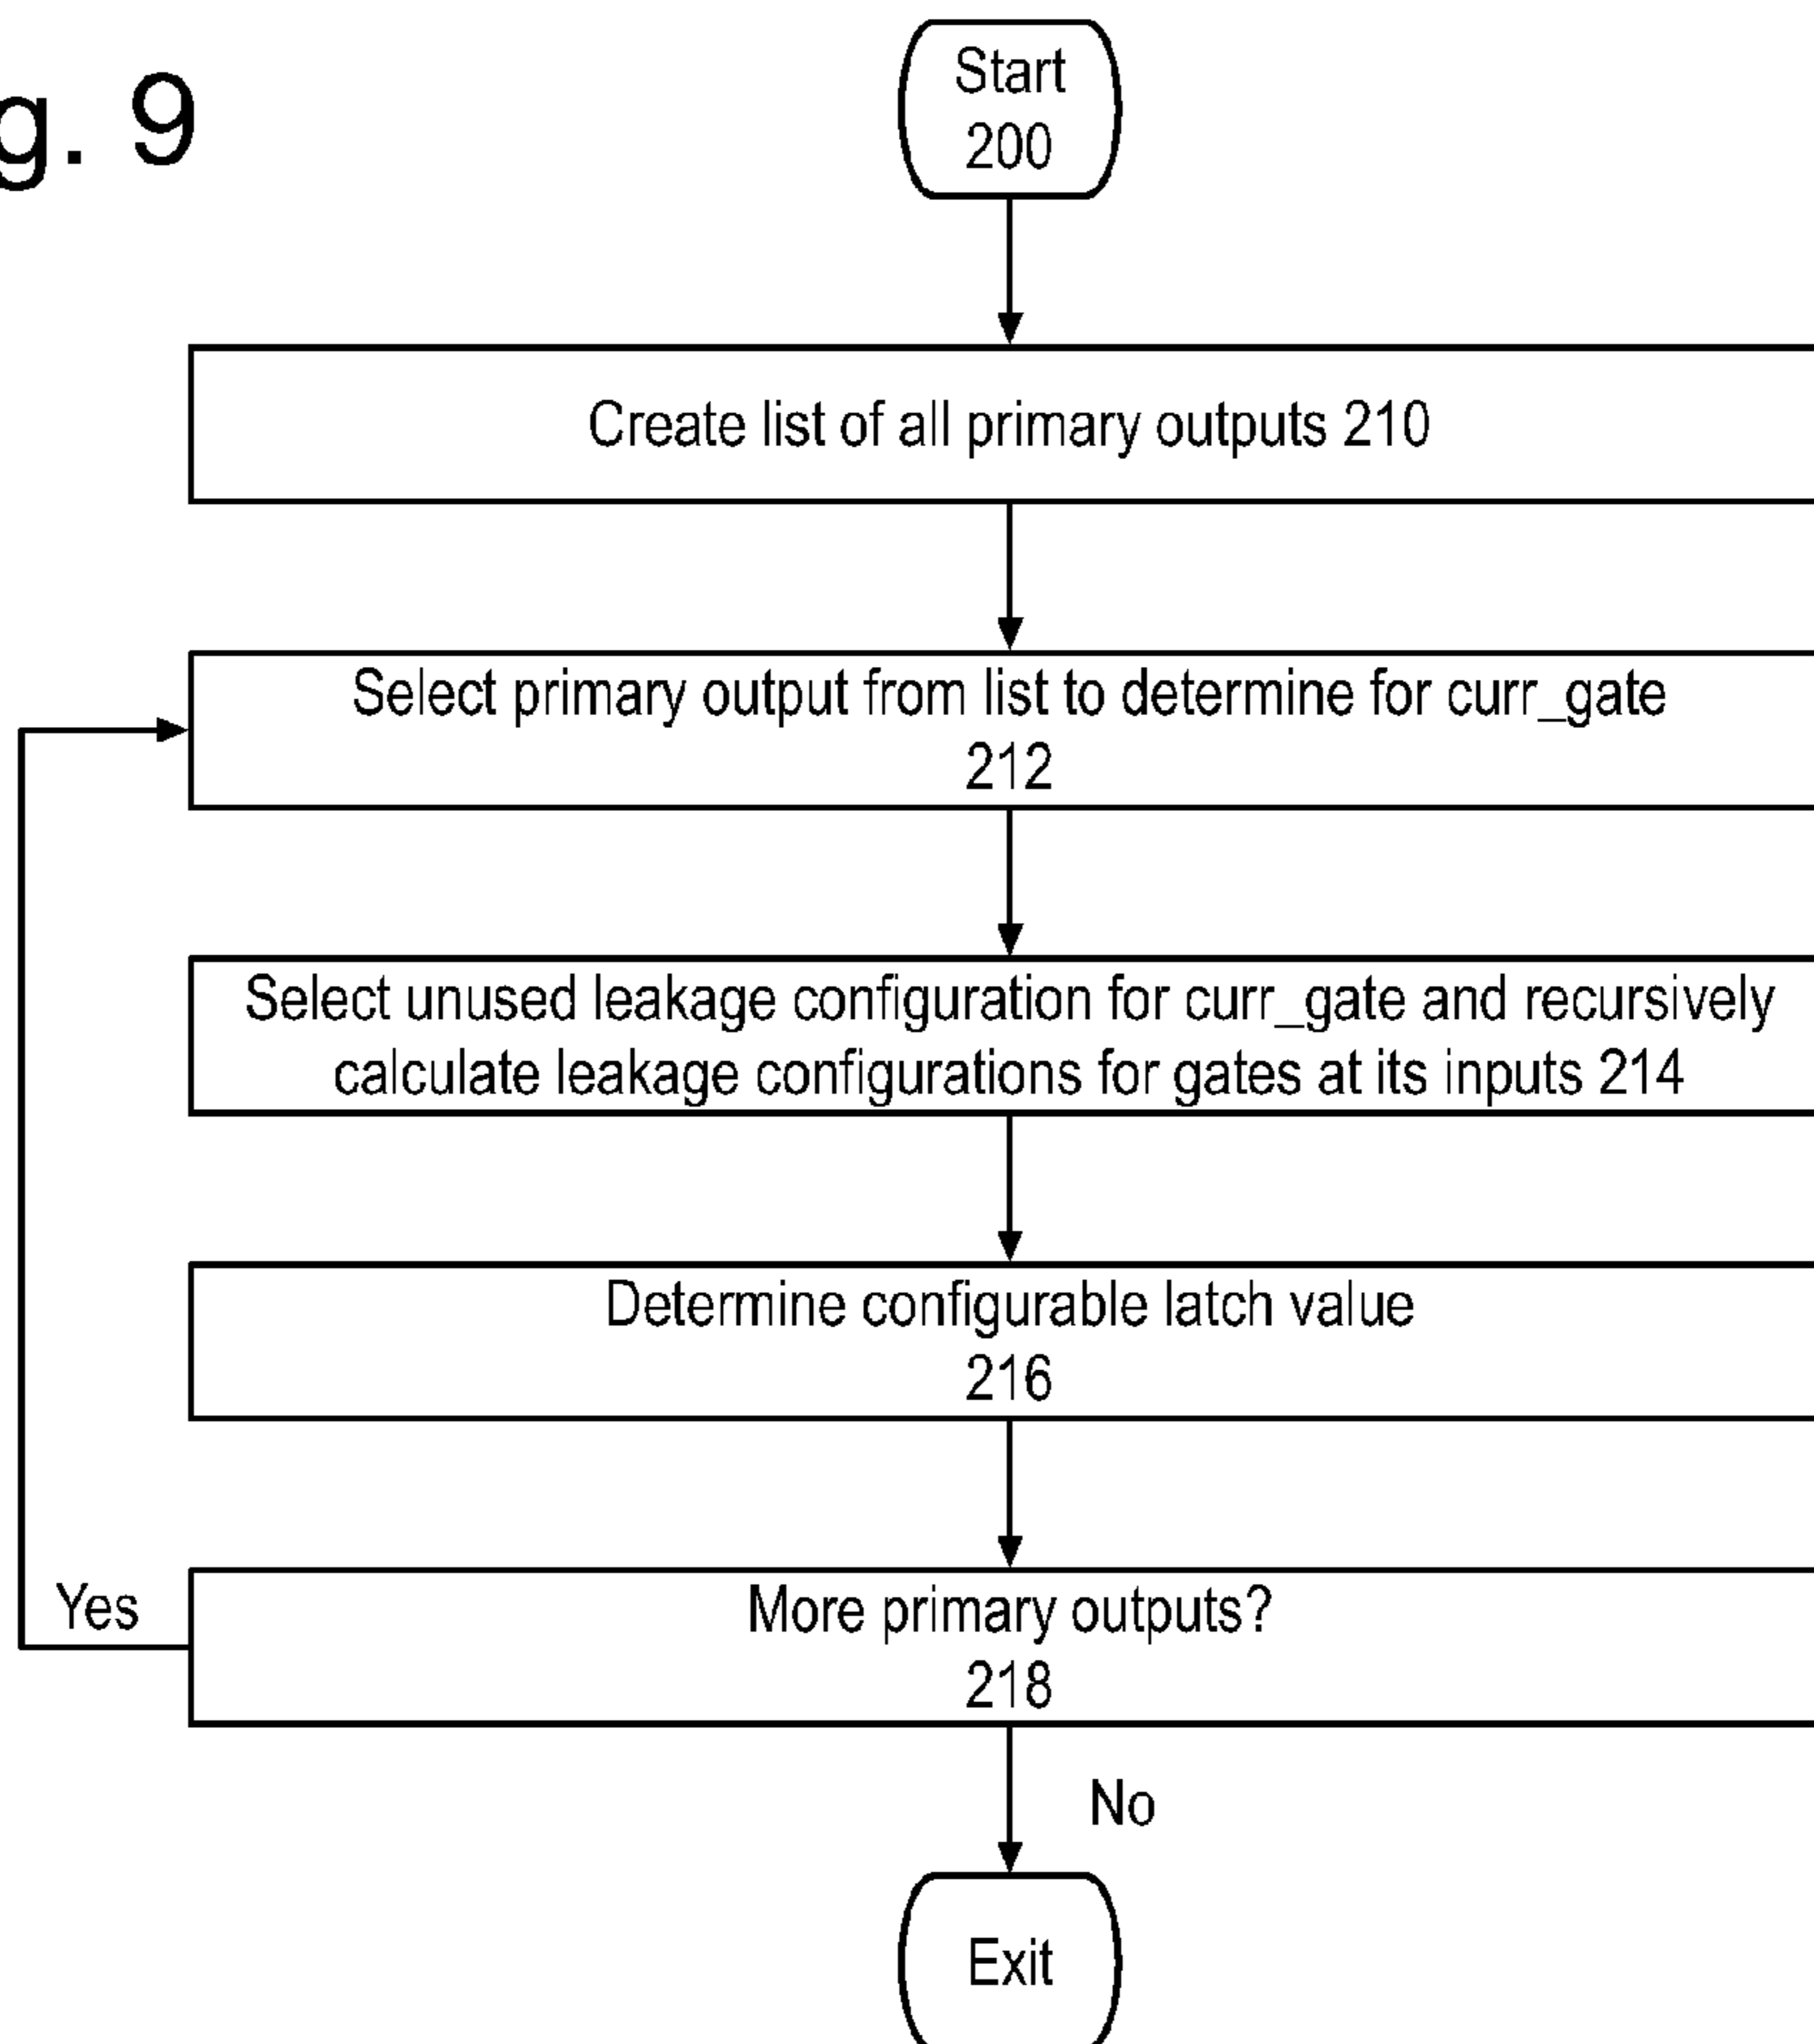 g. 9
Start
200
Create list of all primary outputs 210
Select primary output from list to determine for curr_gate
212
Select unused leakage configuration for curr_gate and recursively
calculate leakage configurations for gates at its inputs 214
Determine configurable latch value
216
More primary outputs?
218
Yes
No
Exit